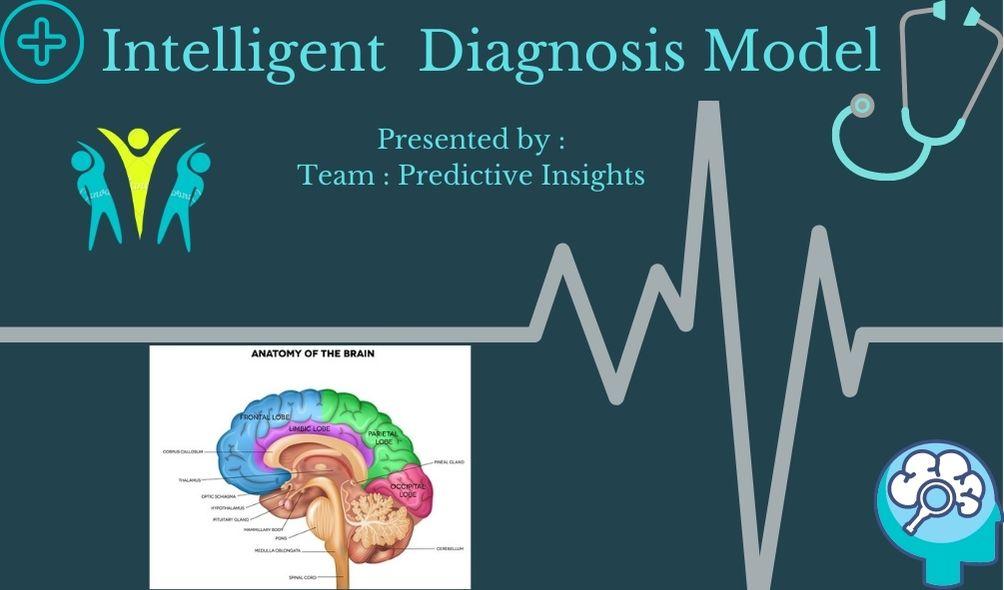 Intelligent Diagnosis Model
Presented by :
Team : Predictive Insights
ANATOMY OF THE BRAIN
FRONTAL LOBE
LIMBIC LOBE
PARIETAL
LOBE
CORPUS CALLOSUM
PINEAL GLAND
THALAMUS
OCCIPITAL
LOBE
OPTIC SCHIASMA
HYPOTHALAMUS
PITUITARY GLAND
MAMMILLARY BODY
PONS
MEDULLA OBLONGATA
CEREBELLUM
SPINAL CORD